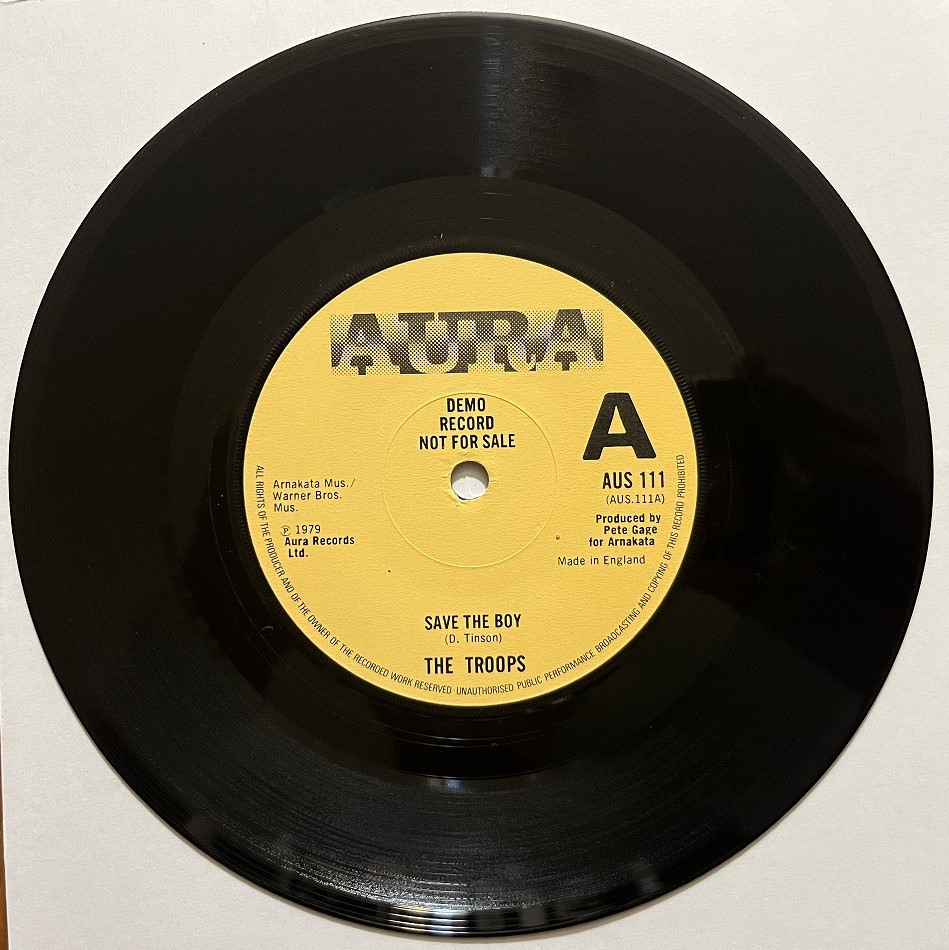 AURA
DEMO
RECORD
NOT FOR SALE
A
AUS 111
(AUS.111A)
Produced by
Pete Gage
for Arnakata
Made in England
Arnakata Mus./
Warner Bros.
Mus.
Ⓟ 1979
Aura Records
Ltd.
SAVE THE BOY
(D. Tinson)
THE TROOPS
ALL RIGHTS OF THE PRODUCER AND OF THE OWNER OF THE RECORDED WORK RESERVED · UNAUTHORISED PUBLIC PERFORMANCE BROADCASTING AND COPYING OF THIS RECORD PROHIBITED